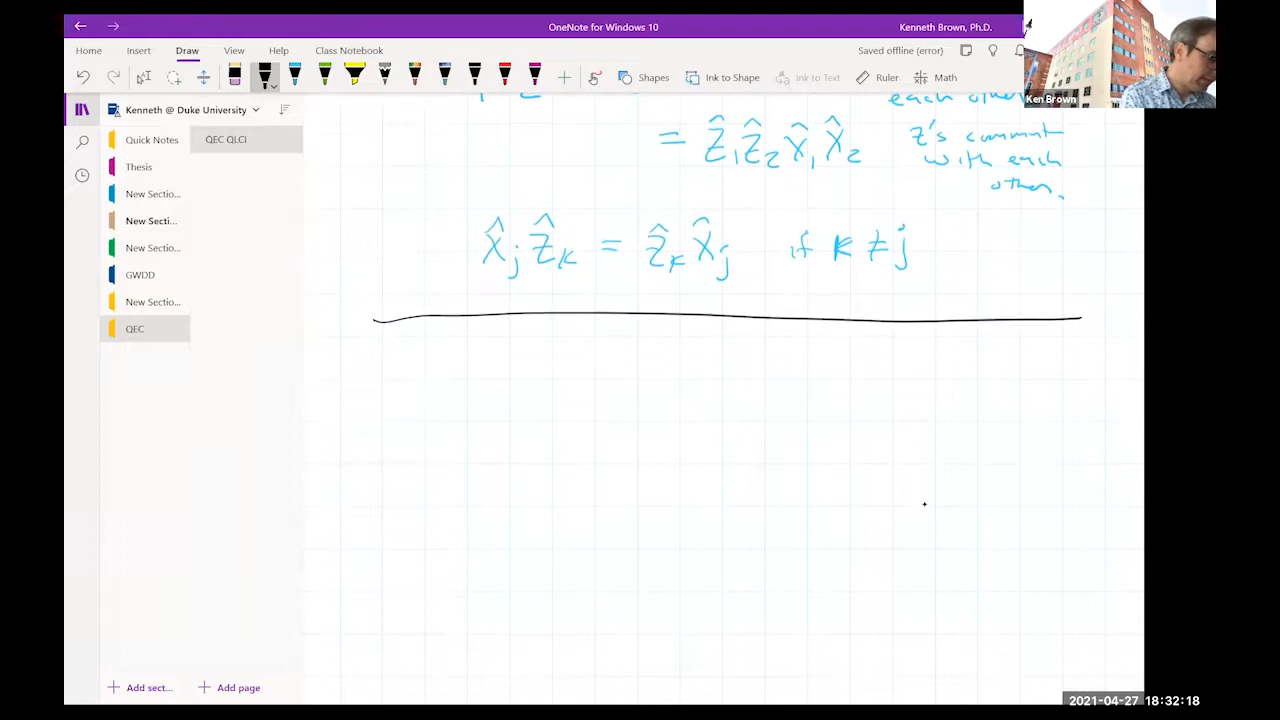 OneNote for Windows 10
Kenneth Brown, Ph.D.
Home Insert Draw View Help Class Notebook
Saved offline (error)
Shapes Ink to Shape Ink to Text Ruler Math
Ken Brown
Kenneth @ Duke University
Quick Notes
QEC QLCI
Thesis
New Sectio...
New Secti...
New Sectio...
GWDD
New Sectio...
QEC
each other
= Ẑ₁Ẑ₂X̂₁X̂₂
Z's commut
with each
other.
X̂ⱼẐₖ = ẐₖX̂ⱼ if k ≠ j
Add sect...
Add page
2021-04-27 18:32:18